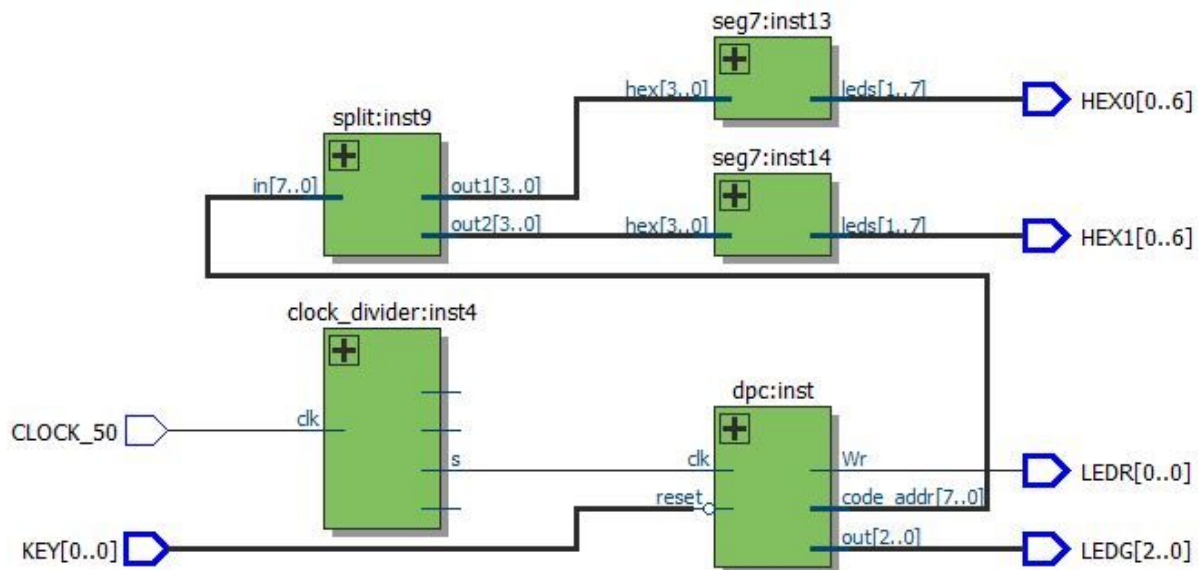 seg7:inst13
hex[3..0] leds[1..7] HEX0[0..6]
split:inst9
in[7..0] out1[3..0]
out2[3..0]
seg7:inst14
hex[3..0] leds[1..7] HEX1[0..6]
clock_divider:inst4
CLOCK_50 clk
s
dpc:inst
clk Wr LEDR[0..0]
reset code_addr[7..0]
out[2..0] LEDG[2..0]
KEY[0..0]